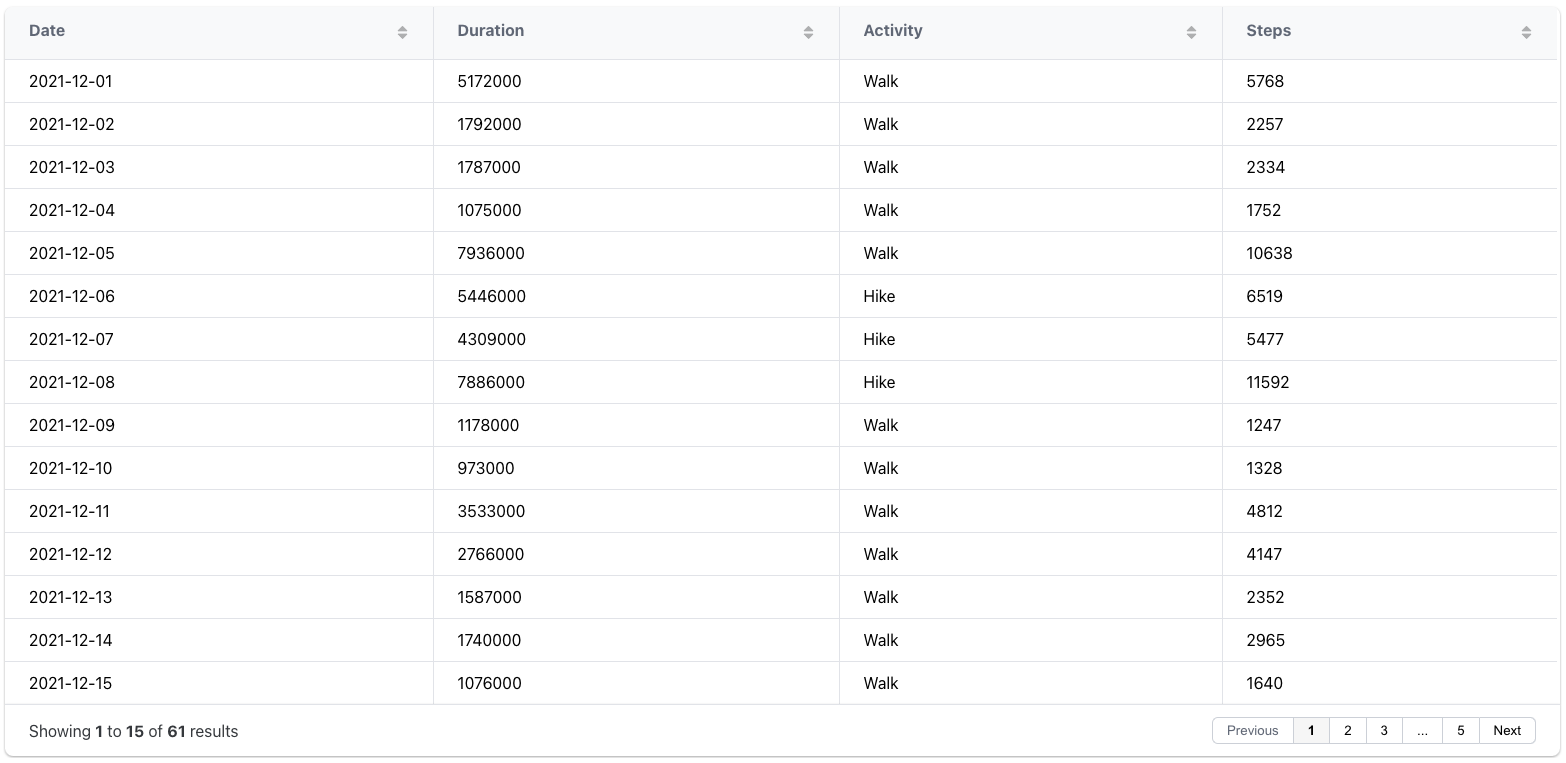 Date Duration Activity Steps
2021-12-01 5172000 Walk 5768
2021-12-02 1792000 Walk 2257
2021-12-03 1787000 Walk 2334
2021-12-04 1075000 Walk 1752
2021-12-05 7936000 Walk 10638
2021-12-06 5446000 Hike 6519
2021-12-07 4309000 Hike 5477
2021-12-08 7886000 Hike 11592
2021-12-09 1178000 Walk 1247
2021-12-10 973000 Walk 1328
2021-12-11 3533000 Walk 4812
2021-12-12 2766000 Walk 4147
2021-12-13 1587000 Walk 2352
2021-12-14 1740000 Walk 2965
2021-12-15 1076000 Walk 1640
Showing 1 to 15 of 61 results Previous 1 2 3 ... 5 Next